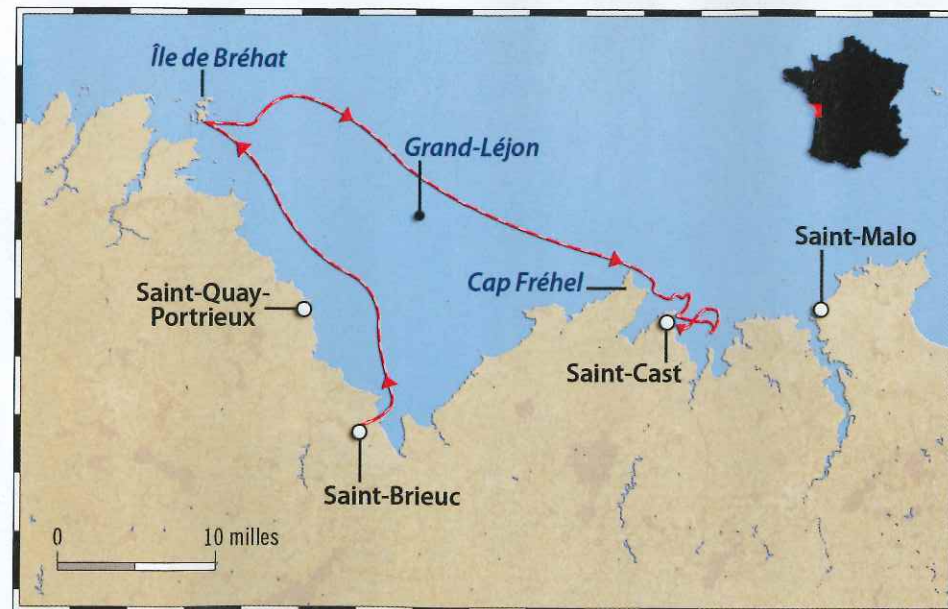 Île de Bréhat
Grand-Léjon
Saint-Malo
Cap Fréhel
Saint-Quay-
Portrieux
Saint-Cast
Saint-Brieuc
0 10 milles